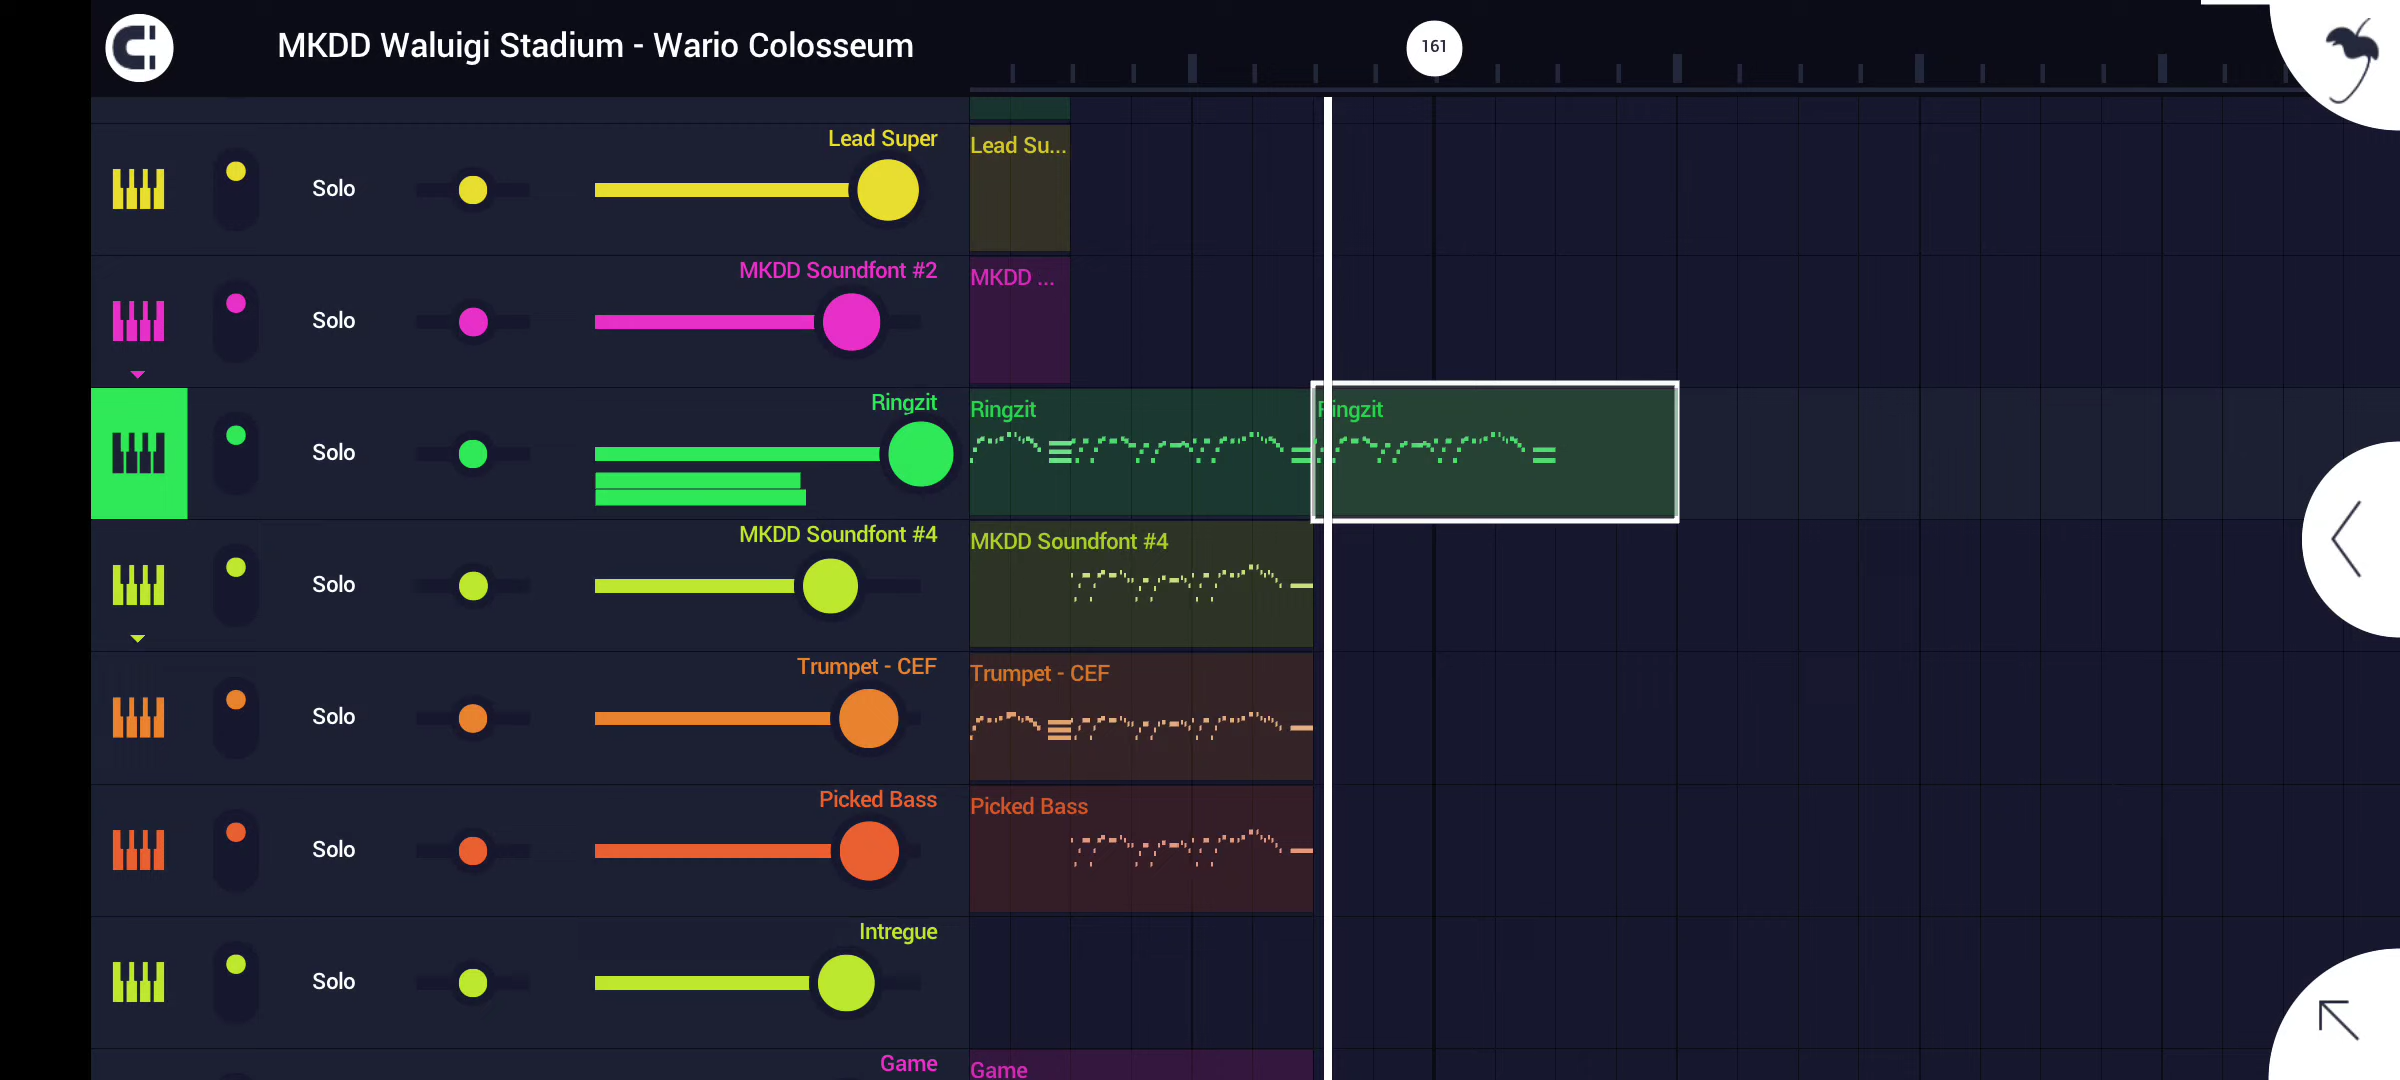 MKDD Waluigi Stadium - Wario Colosseum
161
Lead Super
Solo
Lead Su...
MKDD Soundfont #2
Solo
MKDD ...
Ringzit
Solo
Ringzit
Ringzit
MKDD Soundfont #4
Solo
MKDD Soundfont #4
Trumpet - CEF
Solo
Trumpet - CEF
Picked Bass
Solo
Picked Bass
Intregue
Solo
Game
Game